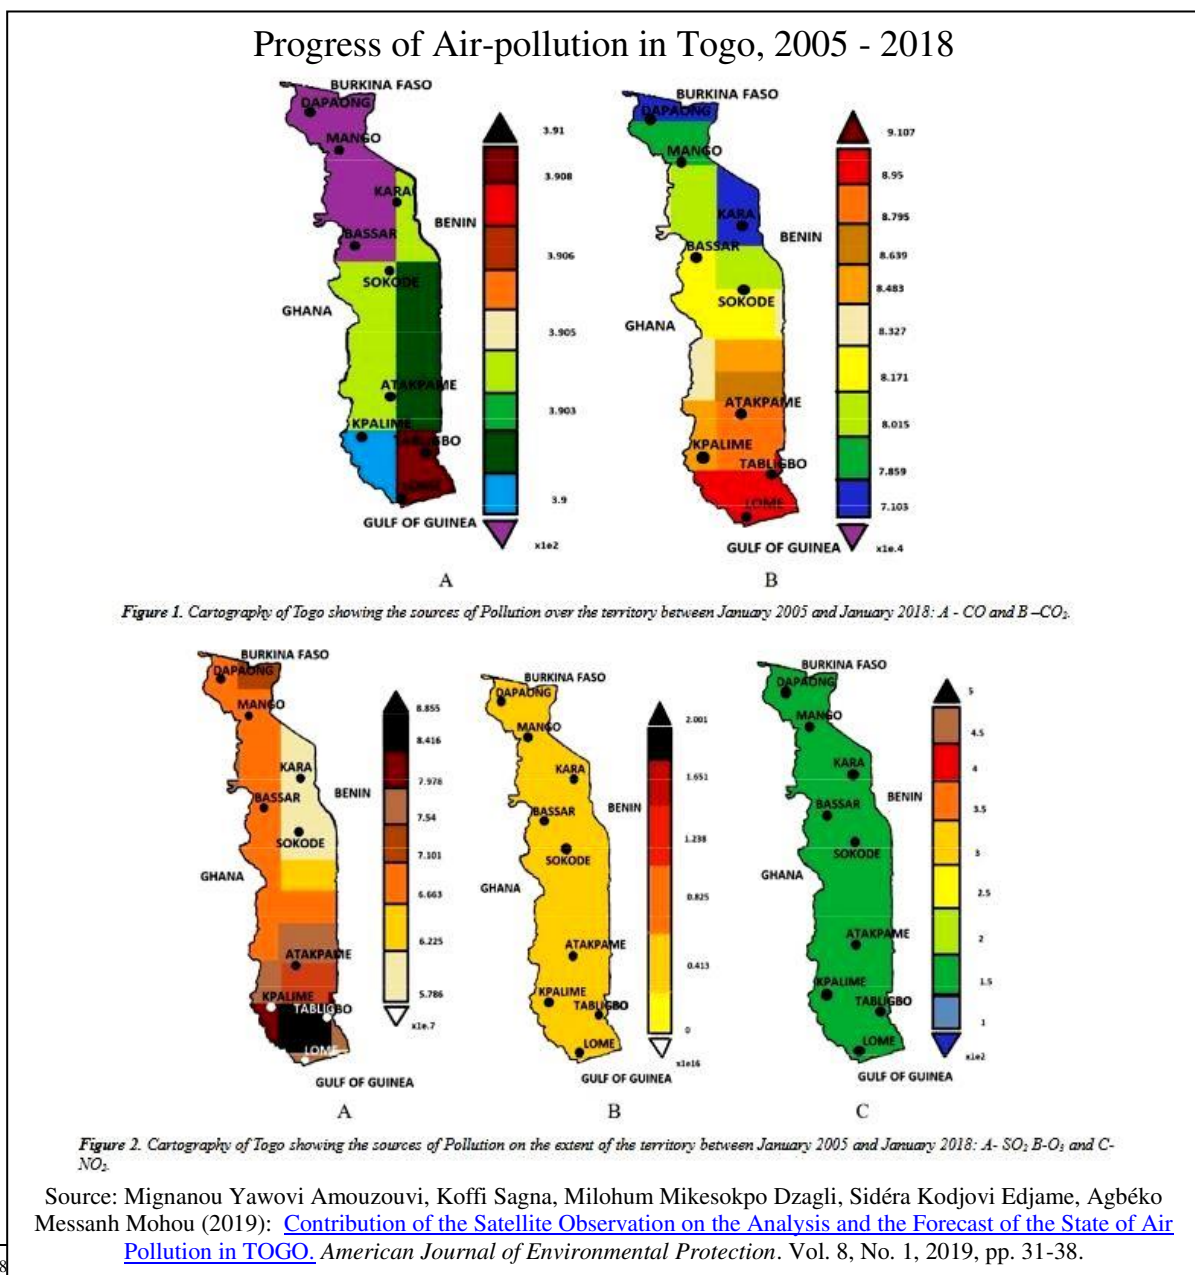 Progress of Air-pollution in Togo, 2005 - 2018
BURKINA FASO
DAPAONG
MANGO
KARA
BENIN
BASSAR
SOKODE
GHANA
ATAKPAME
KPALIME
GULF OF GUINEA
3.91
3.908
3.906
3.905
3.903
3.9
x1e2
A
BURKINA FASO
DAPAONG
MANGO
KARA
BENIN
BASSAR
SOKODE
GHANA
ATAKPAME
KPALIME
TABLIGBO
LOME
GULF OF GUINEA
9.107
8.95
8.795
8.639
8.483
8.327
8.171
8.015
7.859
7.103
x1e.4
B
Figure 1. Cartography of Togo showing the sources of Pollution over the territory between January 2005 and January 2018: A - CO and B –CO2.
BURKINA FASO
DAPAONG
MANGO
KARA
BENIN
BASSAR
SOKODE
GHANA
ATAKPAME
KPALIME
TABLIGBO
LOME
GULF OF GUINEA
8.855
8.416
7.978
7.54
7.101
6.663
6.225
5.786
x1e.7
A
BURKINA FASO
DAPAONG
MANGO
KARA
BENIN
BASSAR
SOKODE
GHANA
ATAKPAME
KPALIME
TABLIGBO
LOME
GULF OF GUINEA
2.001
1.651
1.238
0.825
0.413
0
x1e16
B
BURKINA FASO
DAPAONG
MANGO
KARA
BENIN
BASSAR
SOKODE
GHANA
ATAKPAME
KPALIME
TABLIGBO
LOME
GULF OF GUINEA
5
4.5
4
3.5
3
2.5
2
1.5
1
x1e2
C
Figure 2. Cartography of Togo showing the sources of Pollution on the extent of the territory between January 2005 and January 2018: A- SO2 B-O3 and C-
NO2.
Source: Mignanou Yawovi Amouzouvi, Koffi Sagna, Milohum Mikesokpo Dzagli, Sidéra Kodjovi Edjame, Agbéko
Messanh Mohou (2019): Contribution of the Satellite Observation on the Analysis and the Forecast of the State of Air
Pollution in TOGO. American Journal of Environmental Protection. Vol. 8, No. 1, 2019, pp. 31-38.
8